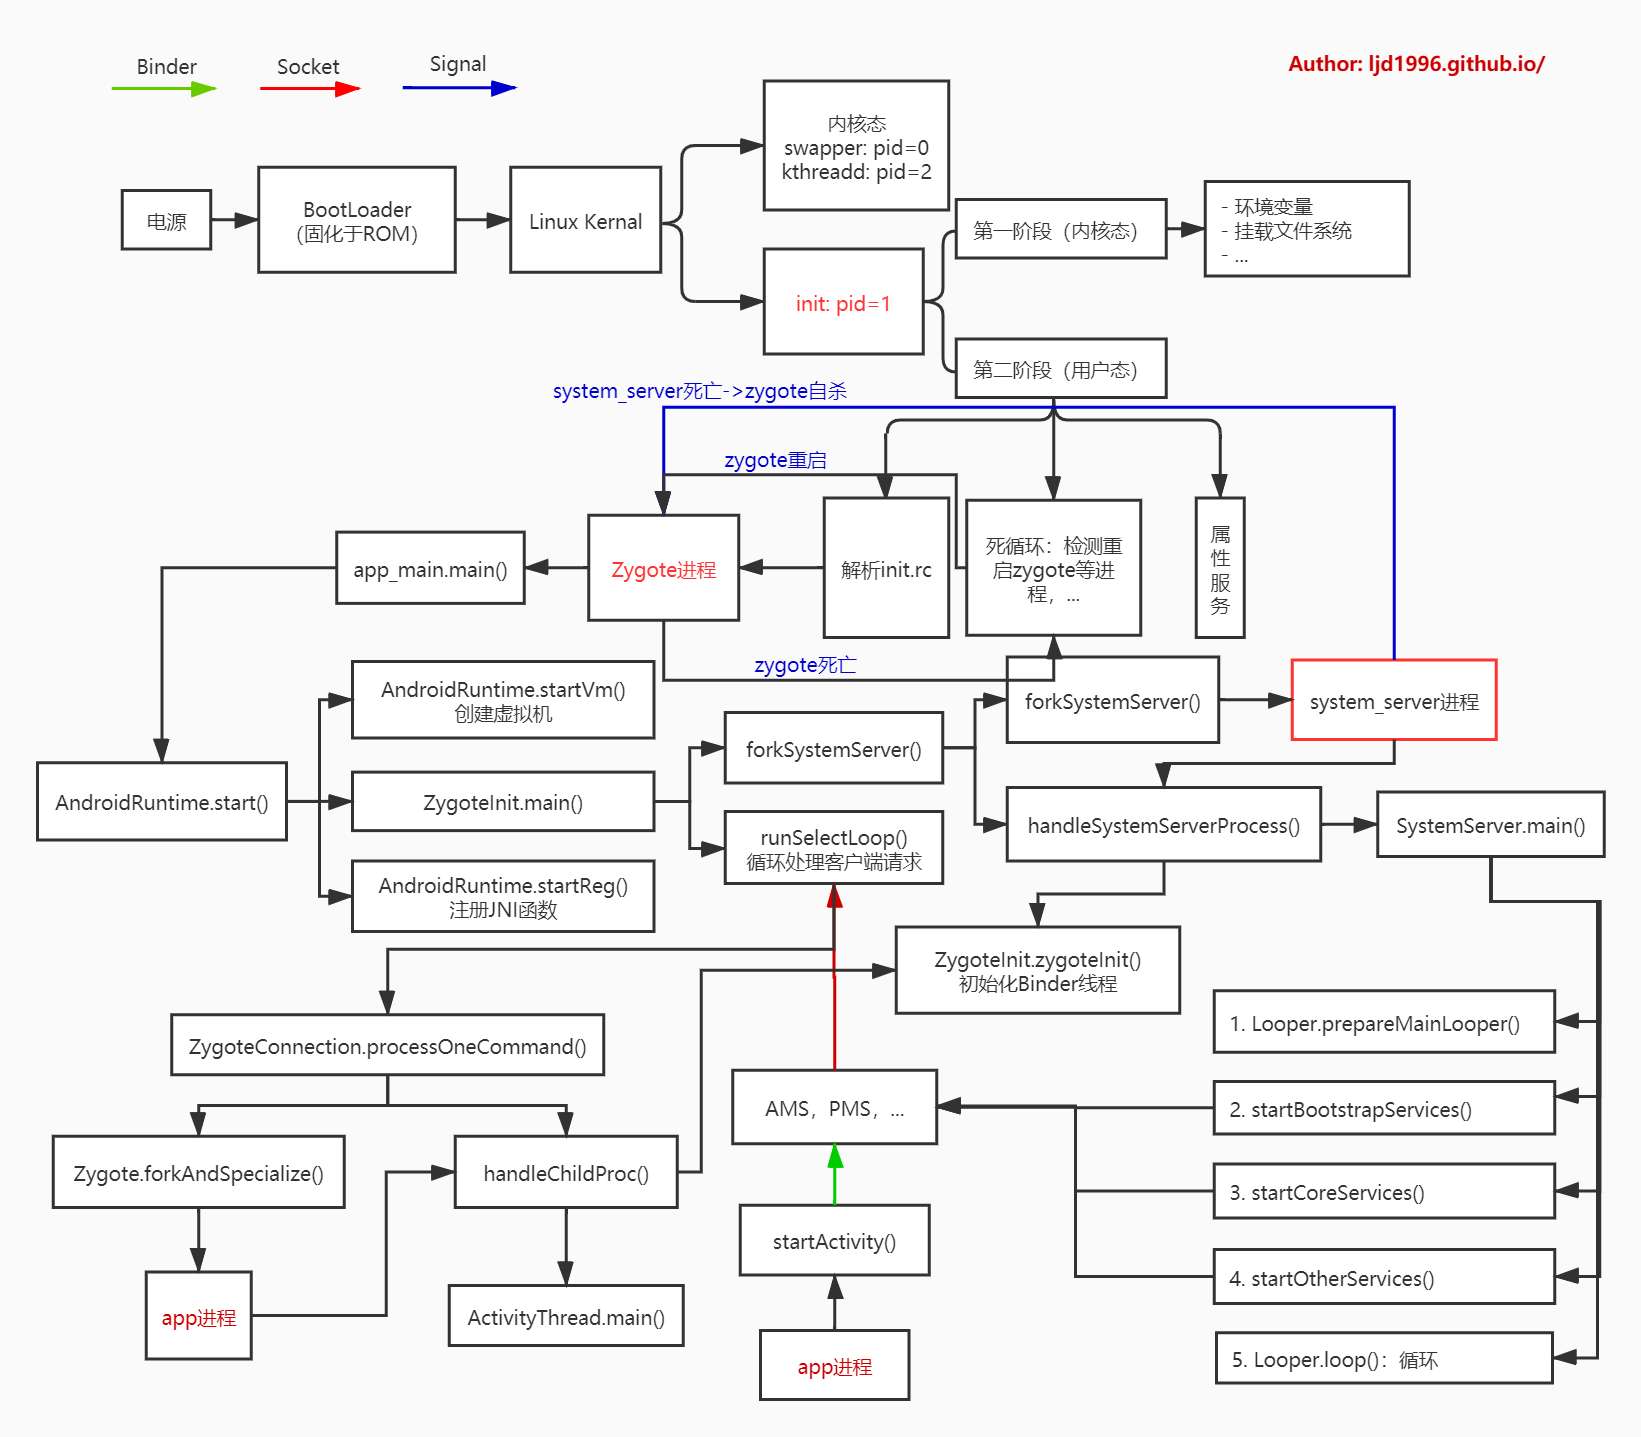 Binder
Socket
Signal
Author: ljd1996.github.io/
电源
BootLoader
（固化于ROM）
Linux Kernal
内核态
swapper: pid=0
kthreadd: pid=2
init: pid=1
第一阶段（内核态）
- 环境变量
- 挂载文件系统
- ...
第二阶段（用户态）
system_server死亡->zygote自杀
zygote重启
app_main.main()
Zygote进程
解析init.rc
死循环：检测重
启zygote等进
程，...
属
性
服
务
zygote死亡
AndroidRuntime.startVm()
创建虚拟机
forkSystemServer()
system_server进程
forkSystemServer()
AndroidRuntime.start()
ZygoteInit.main()
handleSystemServerProcess()
SystemServer.main()
runSelectLoop()
循环处理客户端请求
AndroidRuntime.startReg()
注册JNI函数
ZygoteInit.zygoteInit()
初始化Binder线程
1. Looper.prepareMainLooper()
ZygoteConnection.processOneCommand()
AMS，PMS，...
2. startBootstrapServices()
Zygote.forkAndSpecialize()
handleChildProc()
3. startCoreServices()
startActivity()
4. startOtherServices()
app进程
ActivityThread.main()
app进程
5. Looper.loop()：循环